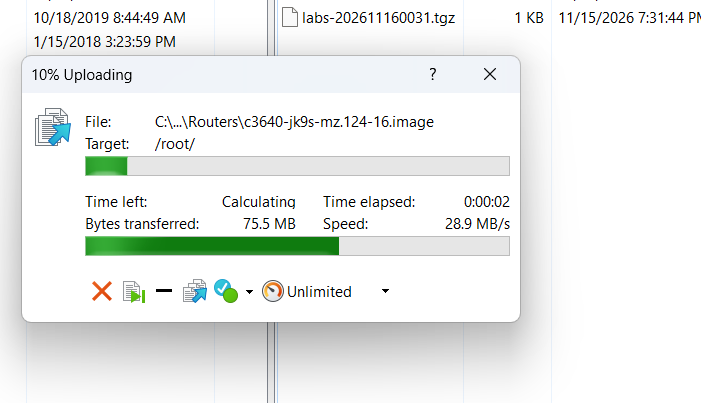 10/18/2019 8:44:49 AM
labs-202611160031.tgz 1 KB 11/15/2026 7:31:44 PM
1/15/2018 3:23:59 PM
10% Uploading ?
File: C:\...\Routers\c3640-jk9s-mz.124-16.image
Target: /root/
Time left: Calculating Time elapsed: 0:00:02
Bytes transferred: 75.5 MB Speed: 28.9 MB/s
Unlimited